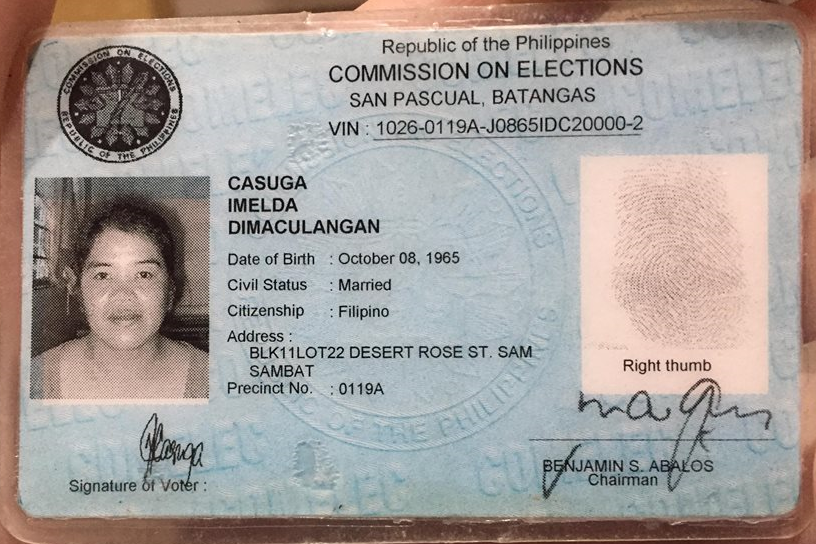 COMMISSION ON ELECTIONS
REPUBLIC OF THE PHILIPPINES
Republic of the Philippines
COMMISSION ON ELECTIONS
SAN PASCUAL, BATANGAS
VIN : 1026-0119A-J0865IDC20000-2
CASUGA
IMELDA
DIMACULANGAN
Date of Birth : October 08, 1965
Civil Status : Married
Citizenship : Filipino
Address :
BLK11LOT22 DESERT ROSE ST. SAM
SAMBAT
Precinct No. : 0119A
Right thumb
Signature of Voter :
BENJAMIN S. ABALOS
Chairman